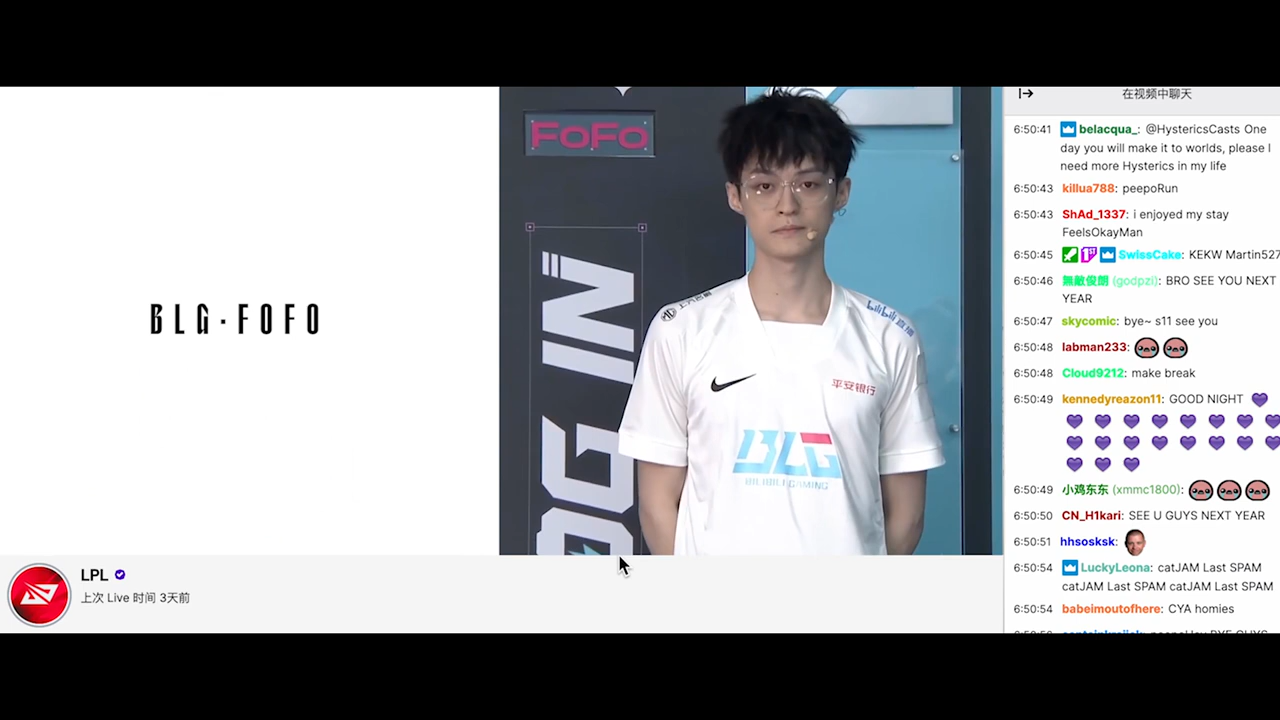 BLG·FOFO
FoFo
OG IN
平安银行
BLG
BILIBILI GAMING
LPL
上次 Live 时间 3天前
在视频中聊天
6:50:41 belacqua_: @HystericsCasts One
day you will make it to worlds, please I
need more Hysterics in my life
6:50:43 killua788: peepoRun
6:50:43 ShAd_1337: i enjoyed my stay
FeelsOkayMan
6:50:45 SwissCake: KEKW Martin527
6:50:46 無敵俊朗 (godpzi): BRO SEE YOU NEXT
YEAR
6:50:47 skycomic: bye~ s11 see you
6:50:48 labman233:
6:50:48 Cloud9212: make break
6:50:49 kennedyreazon11: GOOD NIGHT
6:50:49 小鸡东东 (xmmc1800):
6:50:50 CN_H1kari: SEE U GUYS NEXT YEAR
6:50:51 hhsosksk:
6:50:54 LuckyLeona: catJAM Last SPAM
catJAM Last SPAM catJAM Last SPAM
6:50:54 babeimoutofhere: CYA homies